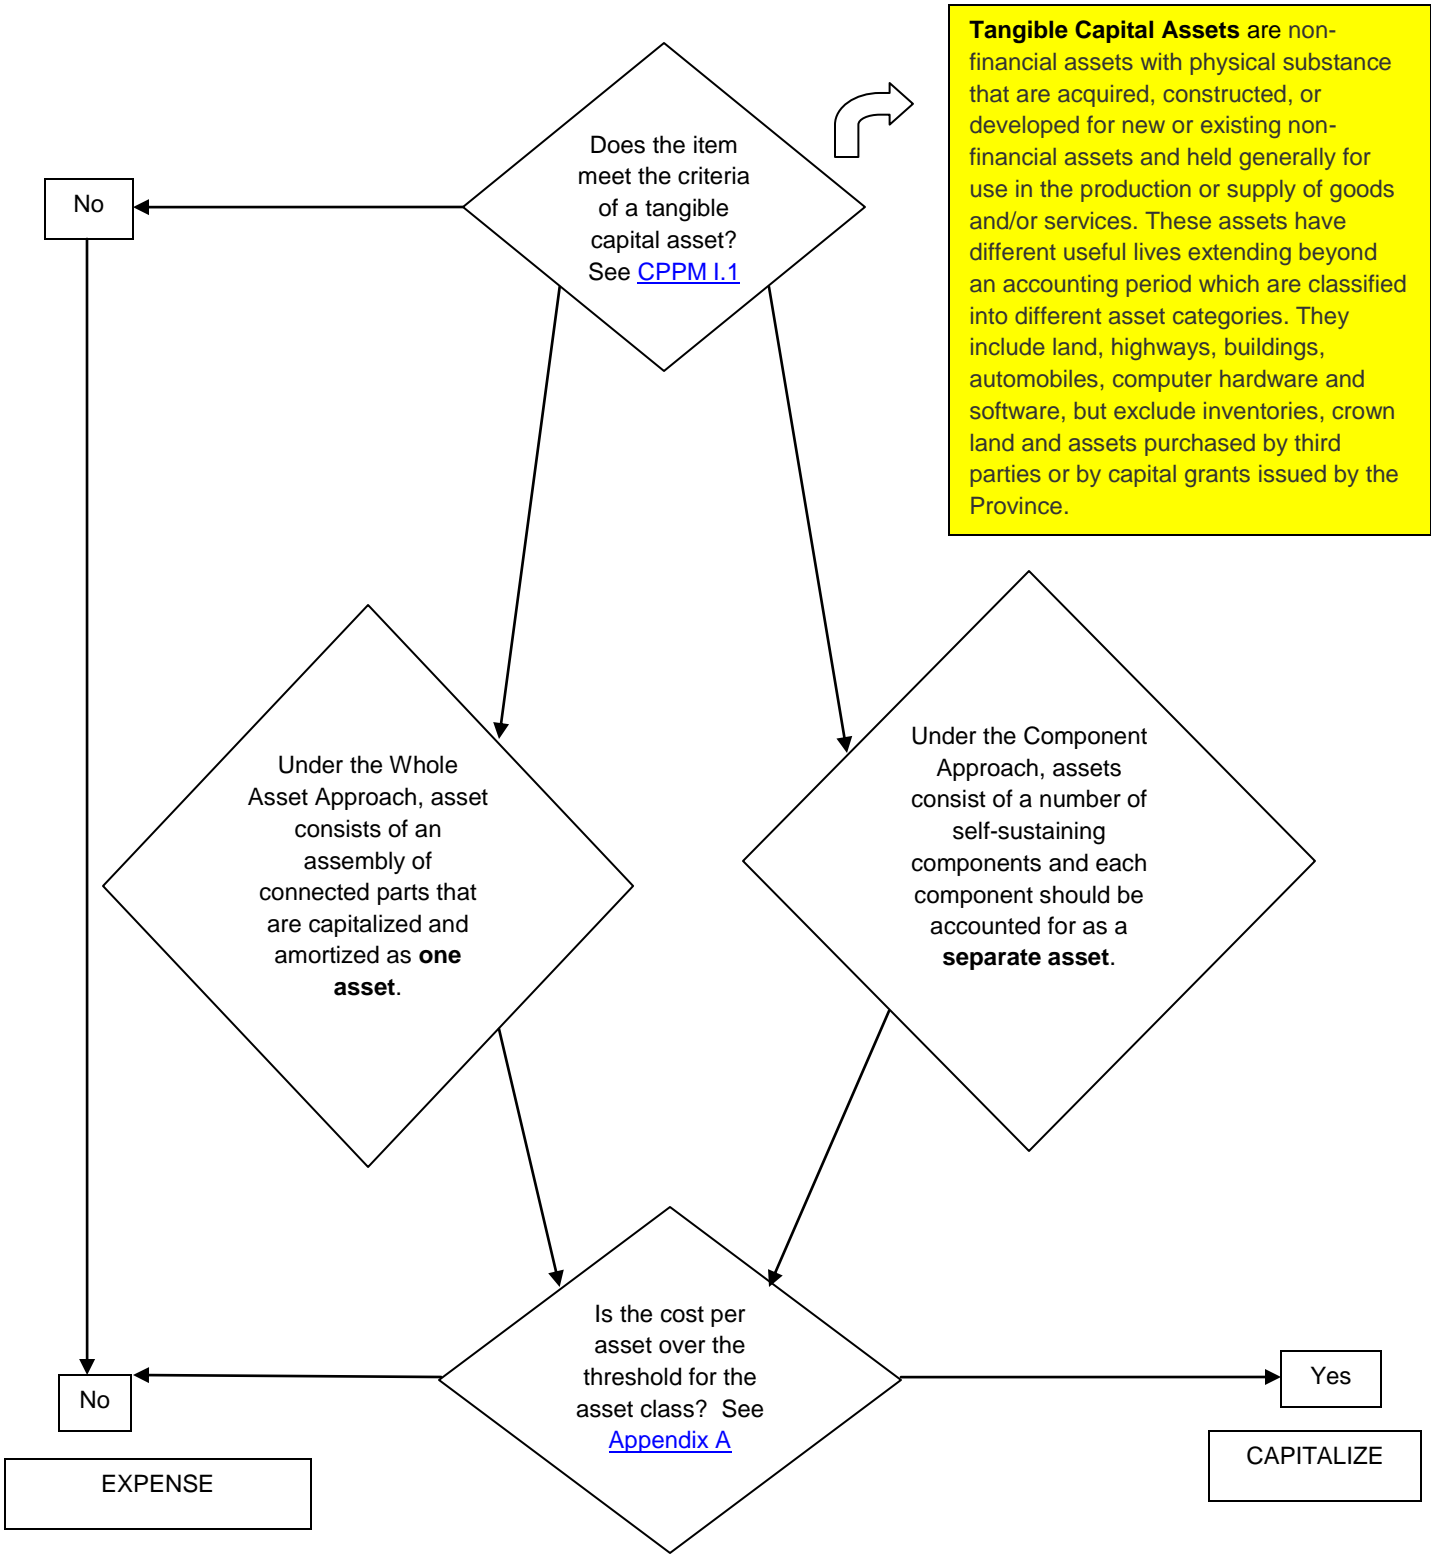 Tangible Capital Assets are non-
financial assets with physical substance
that are acquired, constructed, or
developed for new or existing non-
financial assets and held generally for
use in the production or supply of goods
and/or services. These assets have
different useful lives extending beyond
an accounting period which are classified
into different asset categories. They
include land, highways, buildings,
automobiles, computer hardware and
software, but exclude inventories, crown
land and assets purchased by third
parties or by capital grants issued by the
Province.
Does the item
meet the criteria
of a tangible
capital asset?
See CPPM I.1
No
Under the Whole
Asset Approach, asset
consists of an
assembly of
connected parts that
are capitalized and
amortized as one
asset.
Under the Component
Approach, assets
consist of a number of
self-sustaining
components and each
component should be
accounted for as a
separate asset.
Is the cost per
asset over the
threshold for the
asset class?  See
Appendix A
No
Yes
EXPENSE
CAPITALIZE